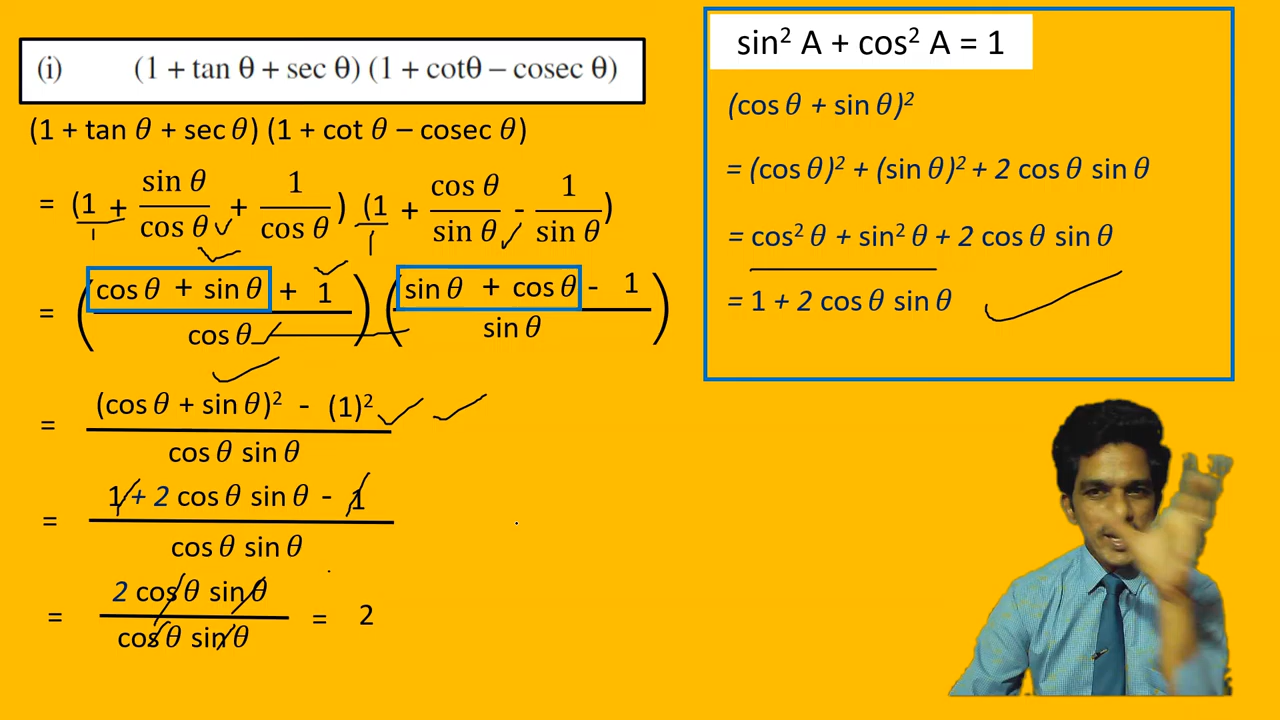 (i) (1 + tan θ + sec θ) (1 + cotθ – cosec θ)
(1 + tan θ + sec θ) (1 + cot θ – cosec θ)
= (1 + sin θ/cos θ + 1/cos θ) (1 + cos θ/sin θ - 1/sin θ)
= ((cos θ + sin θ + 1)/cos θ) ((sin θ + cos θ - 1)/sin θ)
= ((cos θ + sin θ)² - (1)²)/(cos θ sin θ)
= (1 + 2 cos θ sin θ - 1)/(cos θ sin θ)
= (2 cos θ sin θ)/(cos θ sin θ) = 2
sin² A + cos² A = 1
(cos θ + sin θ)²
= (cos θ)² + (sin θ)² + 2 cos θ sin θ
= cos² θ + sin² θ + 2 cos θ sin θ
= 1 + 2 cos θ sin θ